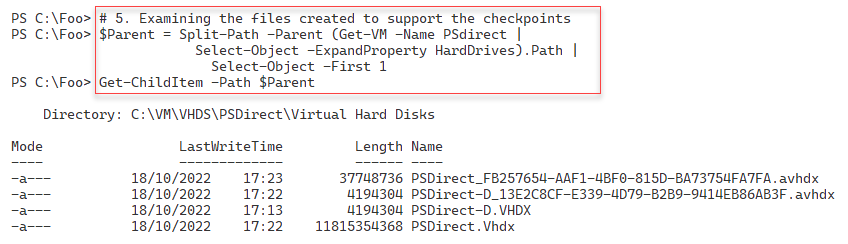 PS C:\Foo> # 5. Examining the files created to support the checkpoints
PS C:\Foo> $Parent = Split-Path -Parent (Get-VM -Name PSdirect |
Select-Object -ExpandProperty HardDrives).Path |
Select-Object -First 1
PS C:\Foo> Get-ChildItem -Path $Parent
Directory: C:\VM\VHDS\PSDirect\Virtual Hard Disks
Mode LastWriteTime Length Name
---- ------------- ------ ----
-a--- 18/10/2022 17:23 37748736 PSDirect_FB257654-AAF1-4BF0-815D-BA73754FA7FA.avhdx
-a--- 18/10/2022 17:22 4194304 PSDirect-D_13E2C8CF-E339-4D79-B2B9-9414EB86AB3F.avhdx
-a--- 18/10/2022 17:13 4194304 PSDirect-D.VHDX
-a--- 18/10/2022 17:22 11815354368 PSDirect.Vhdx